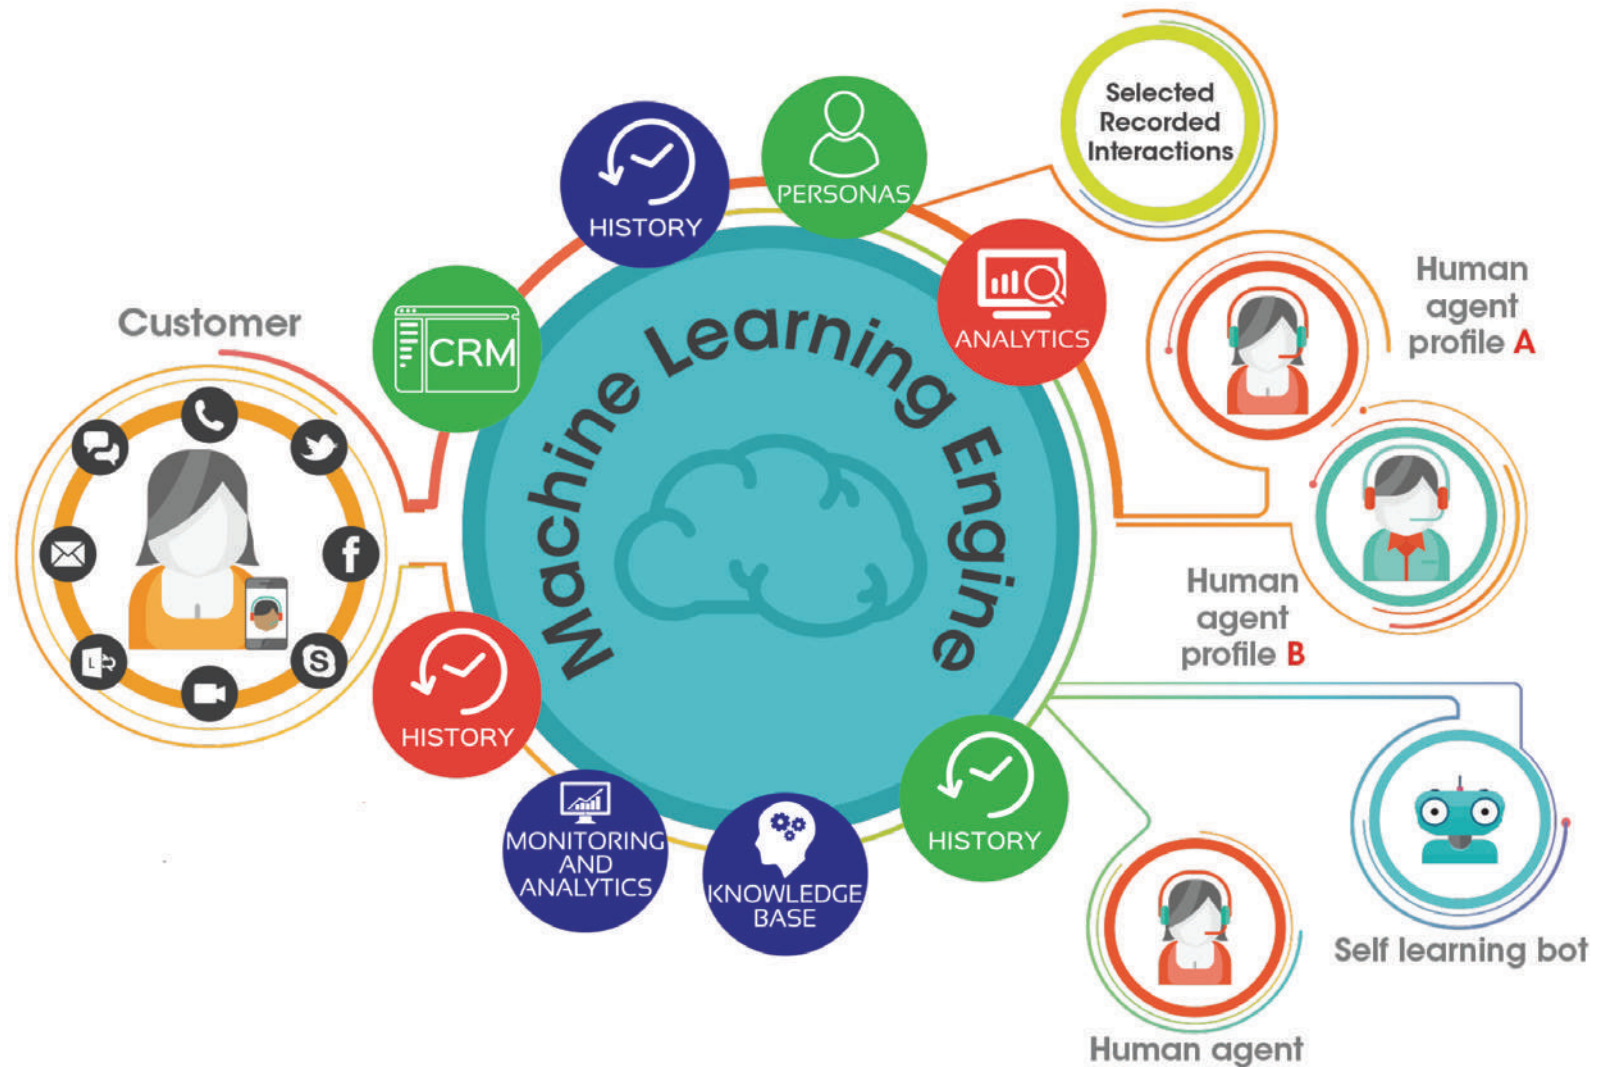 Selected
Recorded
Interactions
PERSONAS
HISTORY
Human
agent
profile A
Customer
CRM
ANALYTICS
Machine Learning Engine
Human
agent
profile B
HISTORY
HISTORY
MONITORING
AND
ANALYTICS
KNOWLEDGE
BASE
Self learning bot
Human agent